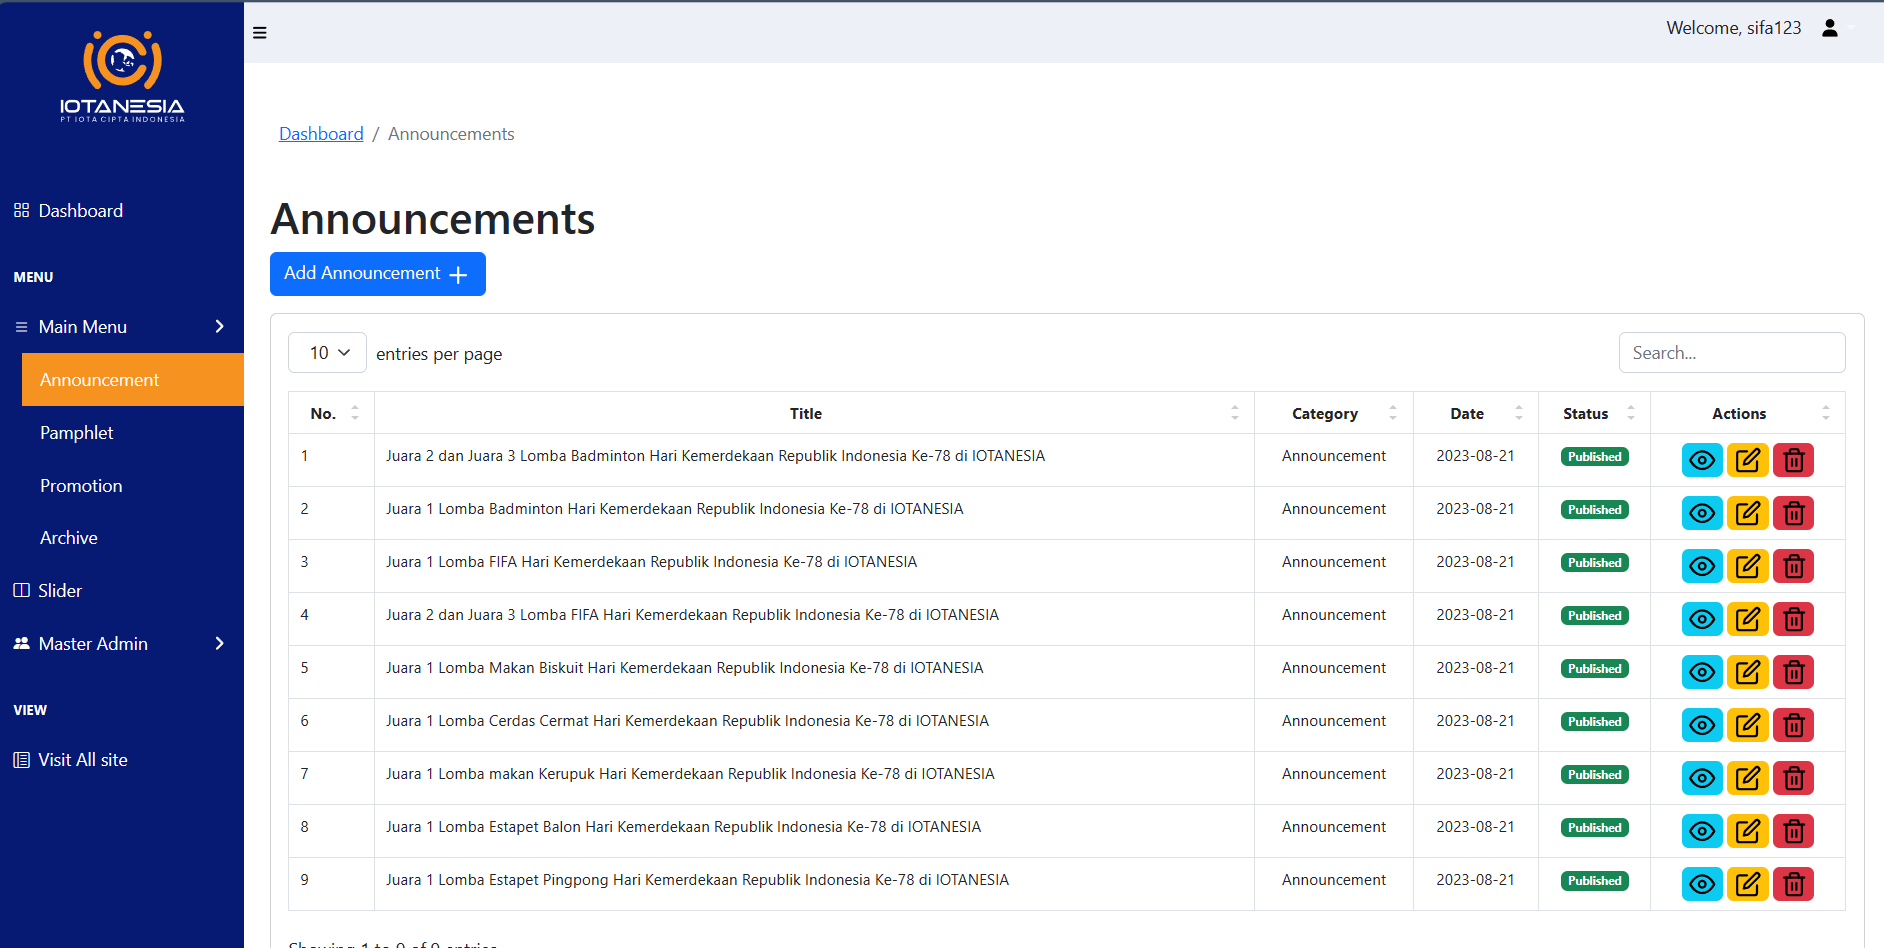 IOTANESIA
PT IOTA CIPTA INDONESIA
Dashboard
MENU
Main Menu
Announcement
Pamphlet
Promotion
Archive
Slider
Master Admin
VIEW
Visit All site
Welcome, sifa123
Dashboard / Announcements
Announcements
Add Announcement
10 entries per page
Search...
No. Title Category Date Status Actions
1 Juara 2 dan Juara 3 Lomba Badminton Hari Kemerdekaan Republik Indonesia Ke-78 di IOTANESIA Announcement 2023-08-21 Published
2 Juara 1 Lomba Badminton Hari Kemerdekaan Republik Indonesia Ke-78 di IOTANESIA Announcement 2023-08-21 Published
3 Juara 1 Lomba FIFA Hari Kemerdekaan Republik Indonesia Ke-78 di IOTANESIA Announcement 2023-08-21 Published
4 Juara 2 dan Juara 3 Lomba FIFA Hari Kemerdekaan Republik Indonesia Ke-78 di IOTANESIA Announcement 2023-08-21 Published
5 Juara 1 Lomba Makan Biskuit Hari Kemerdekaan Republik Indonesia Ke-78 di IOTANESIA Announcement 2023-08-21 Published
6 Juara 1 Lomba Cerdas Cermat Hari Kemerdekaan Republik Indonesia Ke-78 di IOTANESIA Announcement 2023-08-21 Published
7 Juara 1 Lomba makan Kerupuk Hari Kemerdekaan Republik Indonesia Ke-78 di IOTANESIA Announcement 2023-08-21 Published
8 Juara 1 Lomba Estapet Balon Hari Kemerdekaan Republik Indonesia Ke-78 di IOTANESIA Announcement 2023-08-21 Published
9 Juara 1 Lomba Estapet Pingpong Hari Kemerdekaan Republik Indonesia Ke-78 di IOTANESIA Announcement 2023-08-21 Published
Showing 1 to 9 of 9 entries